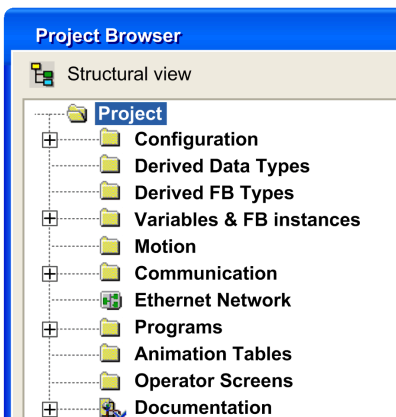 Project Browser
Structural view
Project
Configuration
Derived Data Types
Derived FB Types
Variables & FB instances
Motion
Communication
Ethernet Network
Programs
Animation Tables
Operator Screens
Documentation